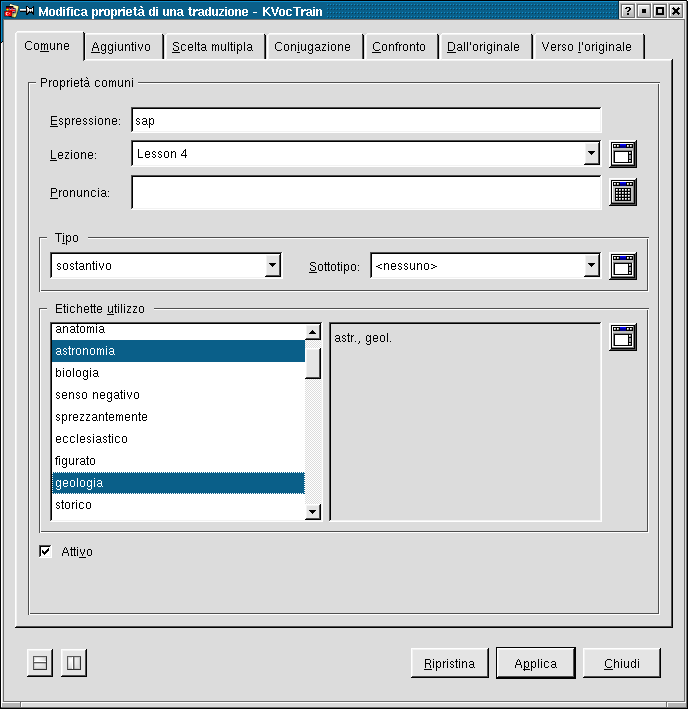 Modifica proprietà di una traduzione - KVocTrain
Comune Aggiuntivo Scelta multipla Coniugazione Confronto Dall'originale Verso l'originale
Proprietà comuni
Espressione: sap
Lezione: Lesson 4
Pronuncia:
Tipo
sostantivo Sottotipo: <nessuno>
Etichette utilizzo
anatomia
astronomia
biologia
senso negativo
sprezzantemente
ecclesiastico
figurato
geologia
storico
astr., geol.
Attivo
Ripristina Applica Chiudi